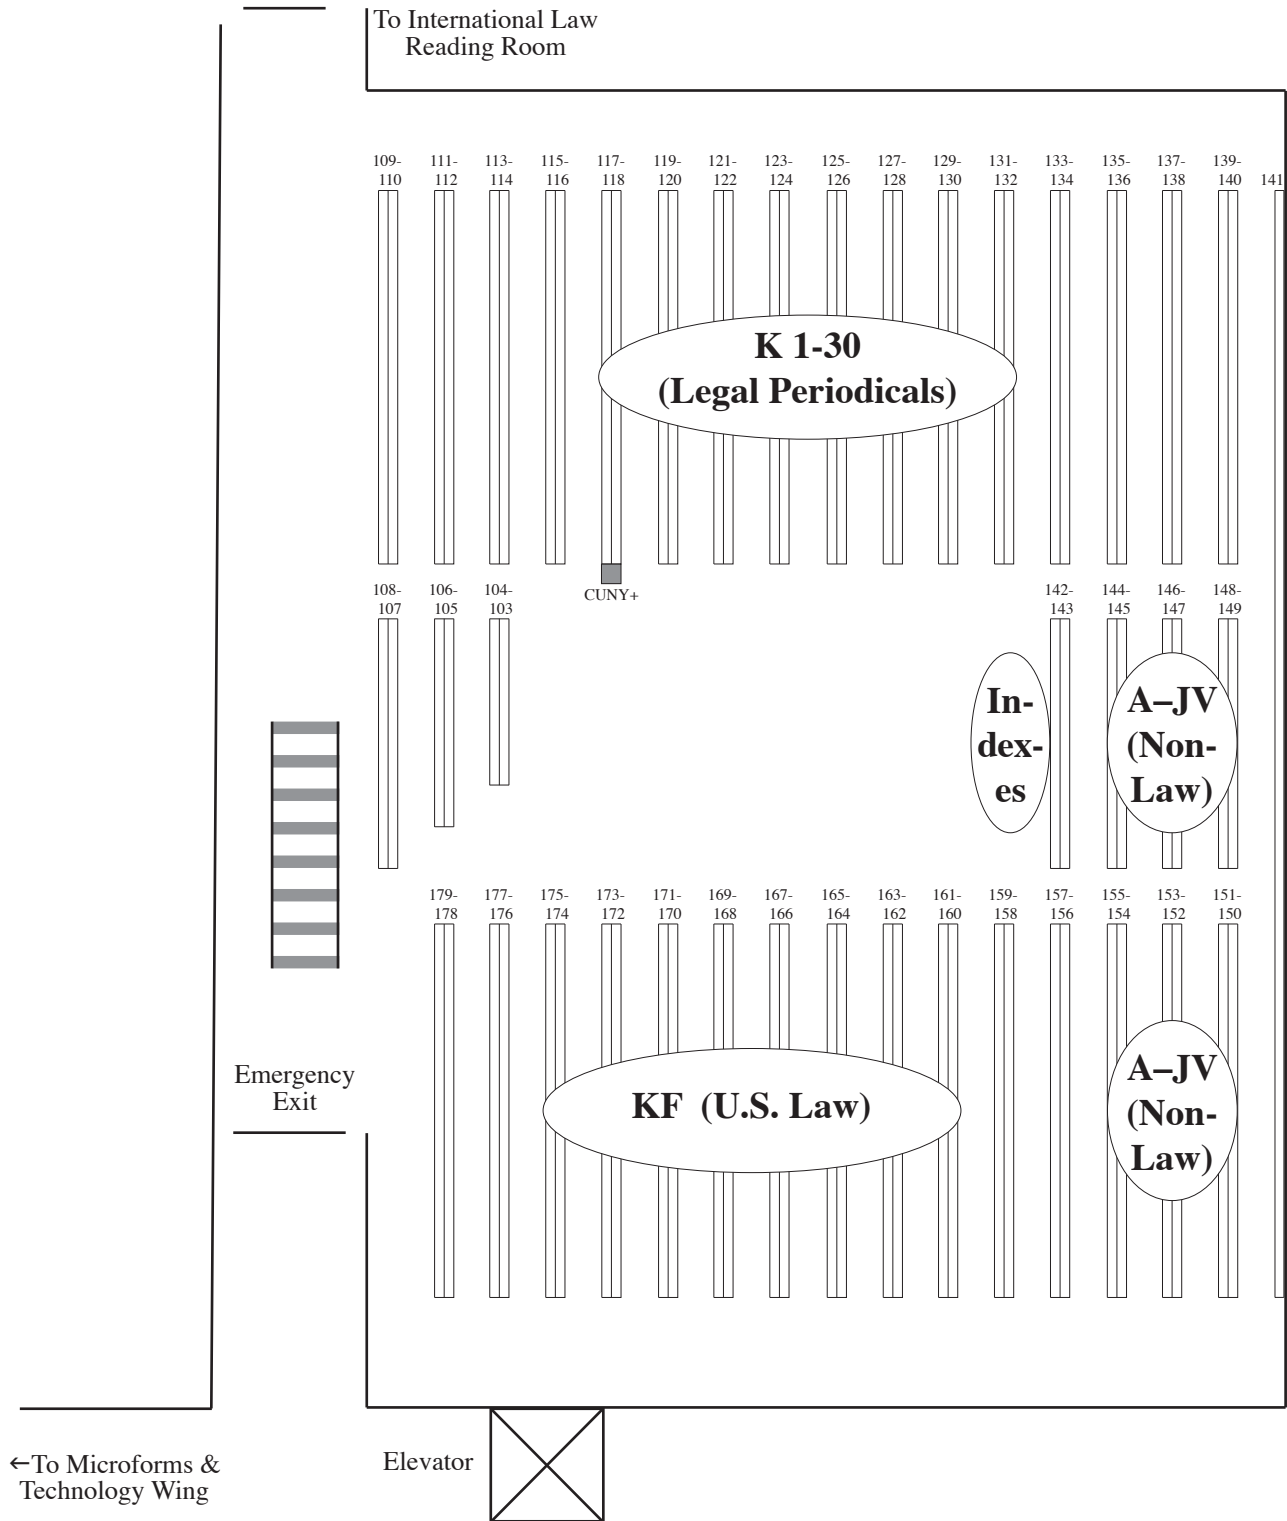 To International Law
Reading Room
109- 111- 113- 115- 117- 119- 121- 123- 125- 127- 129- 131- 133- 135- 137- 139-
110 112 114 116 118 120 122 124 126 128 130 132 134 136 138 140 141
K 1-30
(Legal Periodicals)
CUNY+
108- 106- 104- 142- 144- 146- 148-
107 105 103 143 145 147 149
In-
dex-
es
A–JV
(Non-
Law)
179- 177- 175- 173- 171- 169- 167- 165- 163- 161- 159- 157- 155- 153- 151-
178 176 174 172 170 168 166 164 162 160 158 156 154 152 150
Emergency
Exit
KF (U.S. Law)
A–JV
(Non-
Law)
←To Microforms &
Technology Wing
Elevator